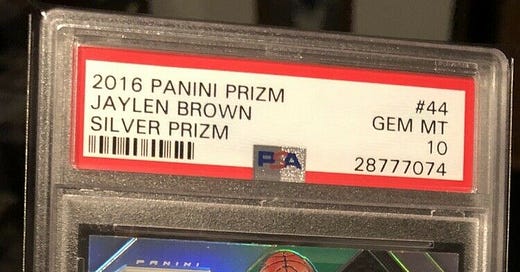 2016 PANINI PRIZM #44
JAYLEN BROWN GEM MT
SILVER PRIZM 10
PSA 28777074
PANINI